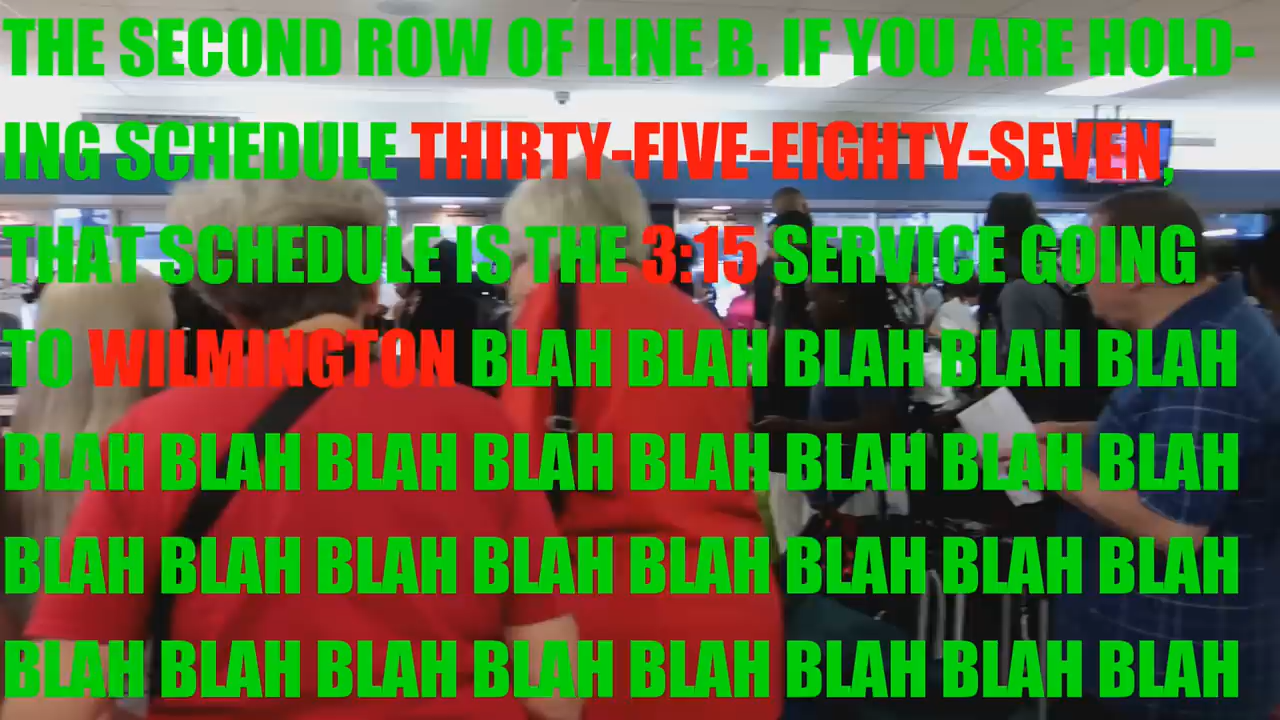 THE SECOND ROW OF LINE B. IF YOU ARE HOLD-
ING SCHEDULE THIRTY-FIVE-EIGHTY-SEVEN,
THAT SCHEDULE IS THE 3:15 SERVICE GOING
TO WILMINGTON BLAH BLAH BLAH BLAH BLAH
BLAH BLAH BLAH BLAH BLAH BLAH BLAH BLAH
BLAH BLAH BLAH BLAH BLAH BLAH BLAH BLAH
BLAH BLAH BLAH BLAH BLAH BLAH BLAH BLAH